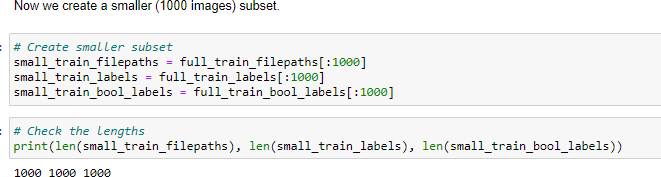 Now we create a smaller (1000 images) subset.
:
# Create smaller subset
small_train_filepaths = full_train_filepaths[:1000]
small_train_labels = full_train_labels[:1000]
small_train_bool_labels = full_train_bool_labels[:1000]
:
# Check the lengths
print(len(small_train_filepaths), len(small_train_labels), len(small_train_bool_labels))
1000 1000 1000